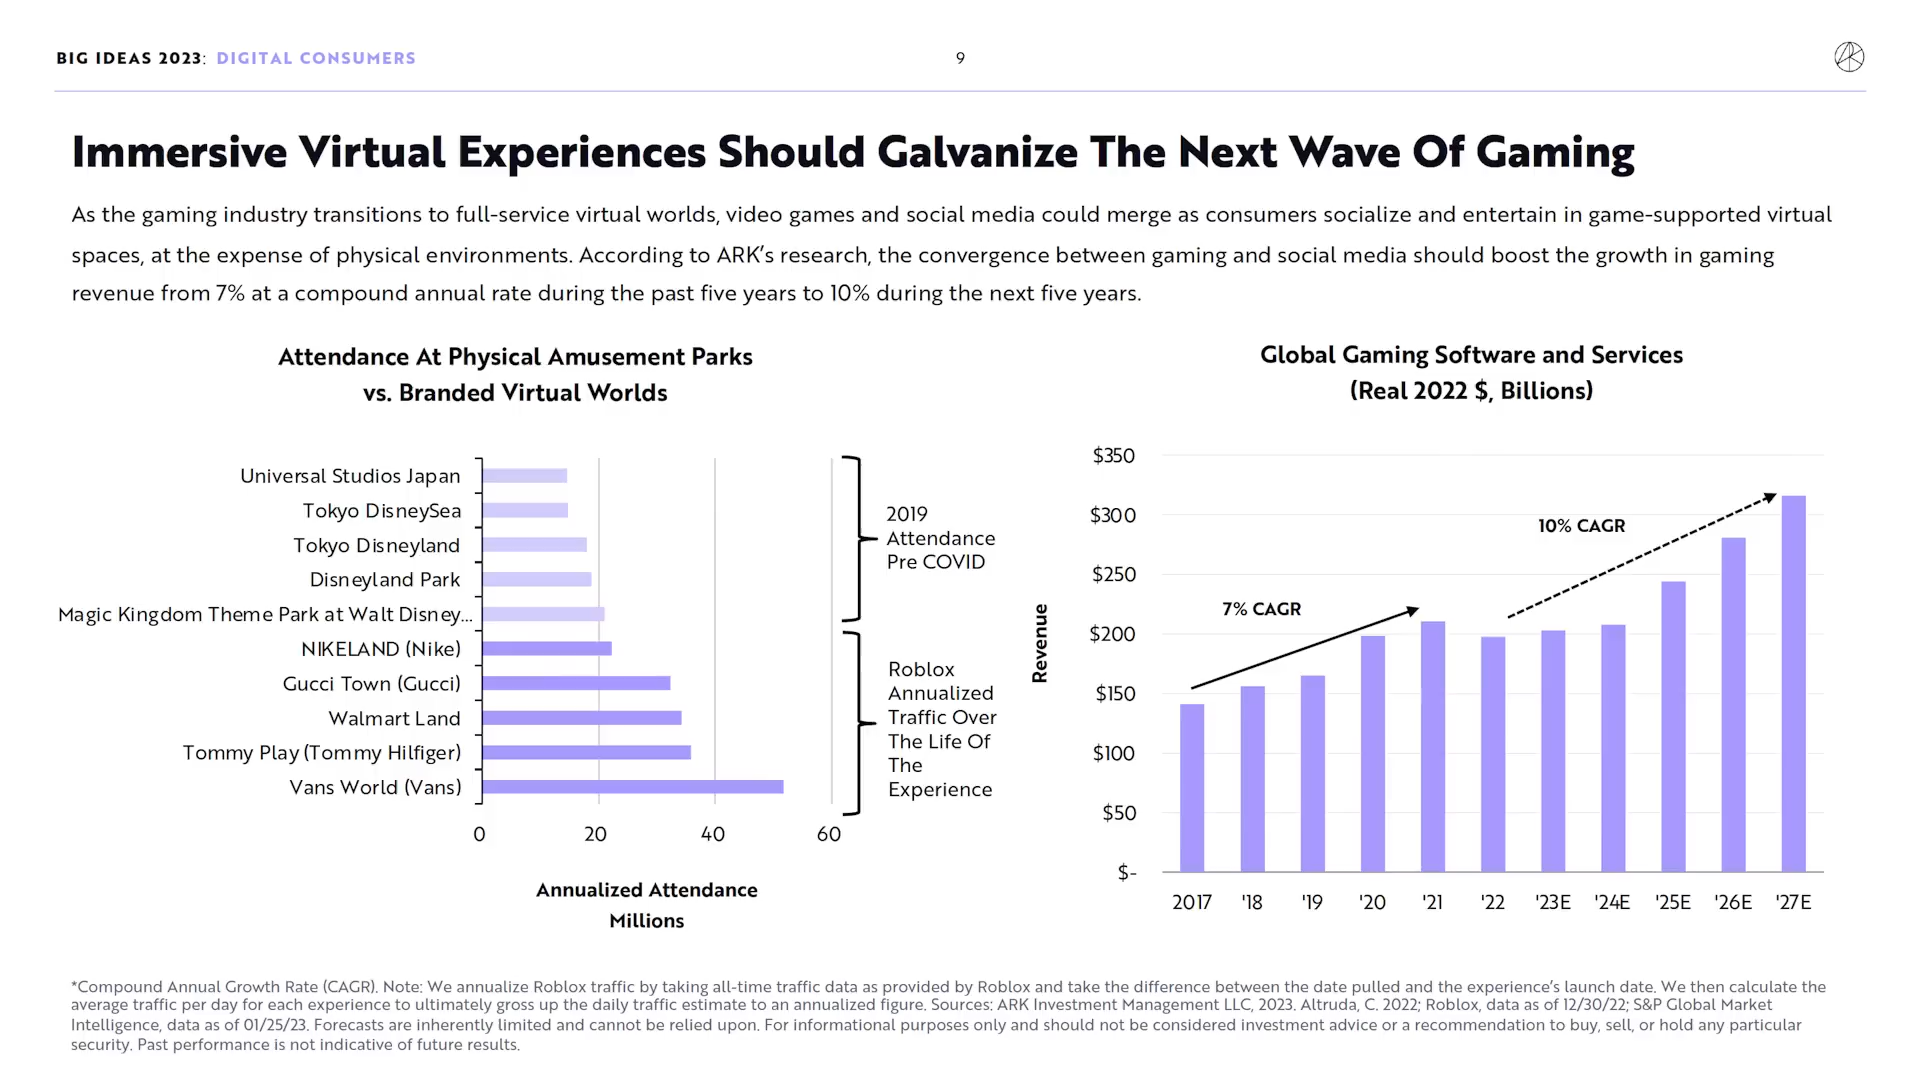 BIG IDEAS 2023: DIGITAL CONSUMERS
9
Immersive Virtual Experiences Should Galvanize The Next Wave Of Gaming
As the gaming industry transitions to full-service virtual worlds, video games and social media could merge as consumers socialize and entertain in game-supported virtual
spaces, at the expense of physical environments. According to ARK’s research, the convergence between gaming and social media should boost the growth in gaming
revenue from 7% at a compound annual rate during the past five years to 10% during the next five years.
Attendance At Physical Amusement Parks
vs. Branded Virtual Worlds
Universal Studios Japan
Tokyo DisneySea
Tokyo Disneyland
Disneyland Park
Magic Kingdom Theme Park at Walt Disney...
NIKELAND (Nike)
Gucci Town (Gucci)
Walmart Land
Tommy Play (Tommy Hilfiger)
Vans World (Vans)
0 20 40 60
Annualized Attendance
Millions
2019
Attendance
Pre COVID
Roblox
Annualized
Traffic Over
The Life Of
The
Experience
Global Gaming Software and Services
(Real 2022 $, Billions)
Revenue
$350
$300
$250
$200
$150
$100
$50
$-
7% CAGR
10% CAGR
2017 '18 '19 '20 '21 '22 '23E '24E '25E '26E '27E
*Compound Annual Growth Rate (CAGR). Note: We annualize Roblox traffic by taking all-time traffic data as provided by Roblox and take the difference between the date pulled and the experience’s launch date. We then calculate the
average traffic per day for each experience to ultimately gross up the daily traffic estimate to an annualized figure. Sources: ARK Investment Management LLC, 2023. Altruda, C. 2022; Roblox, data as of 12/30/22; S&P Global Market
Intelligence, data as of 01/25/23. Forecasts are inherently limited and cannot be relied upon. For informational purposes only and should not be considered investment advice or a recommendation to buy, sell, or hold any particular
security. Past performance is not indicative of future results.